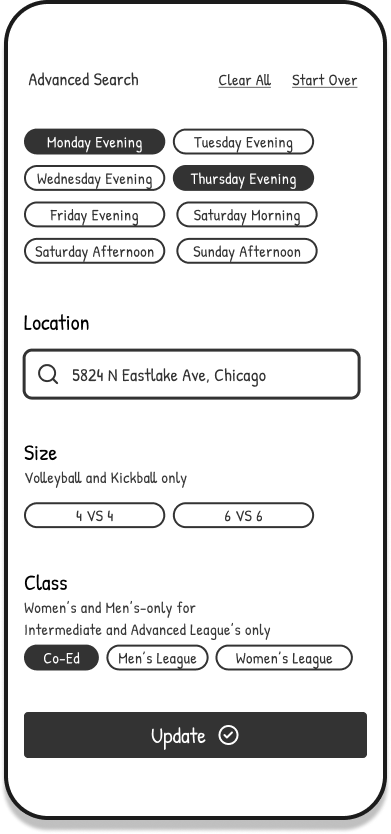 Advanced Search Clear All Start Over
Monday Evening Tuesday Evening
Wednesday Evening Thursday Evening
Friday Evening Saturday Morning
Saturday Afternoon Sunday Afternoon
Location
5824 N Eastlake Ave, Chicago
Size
Volleyball and Kickball only
4 VS 4 6 VS 6
Class
Women's and Men's-only for
Intermediate and Advanced League's only
Co-Ed Men's League Women's League
Update